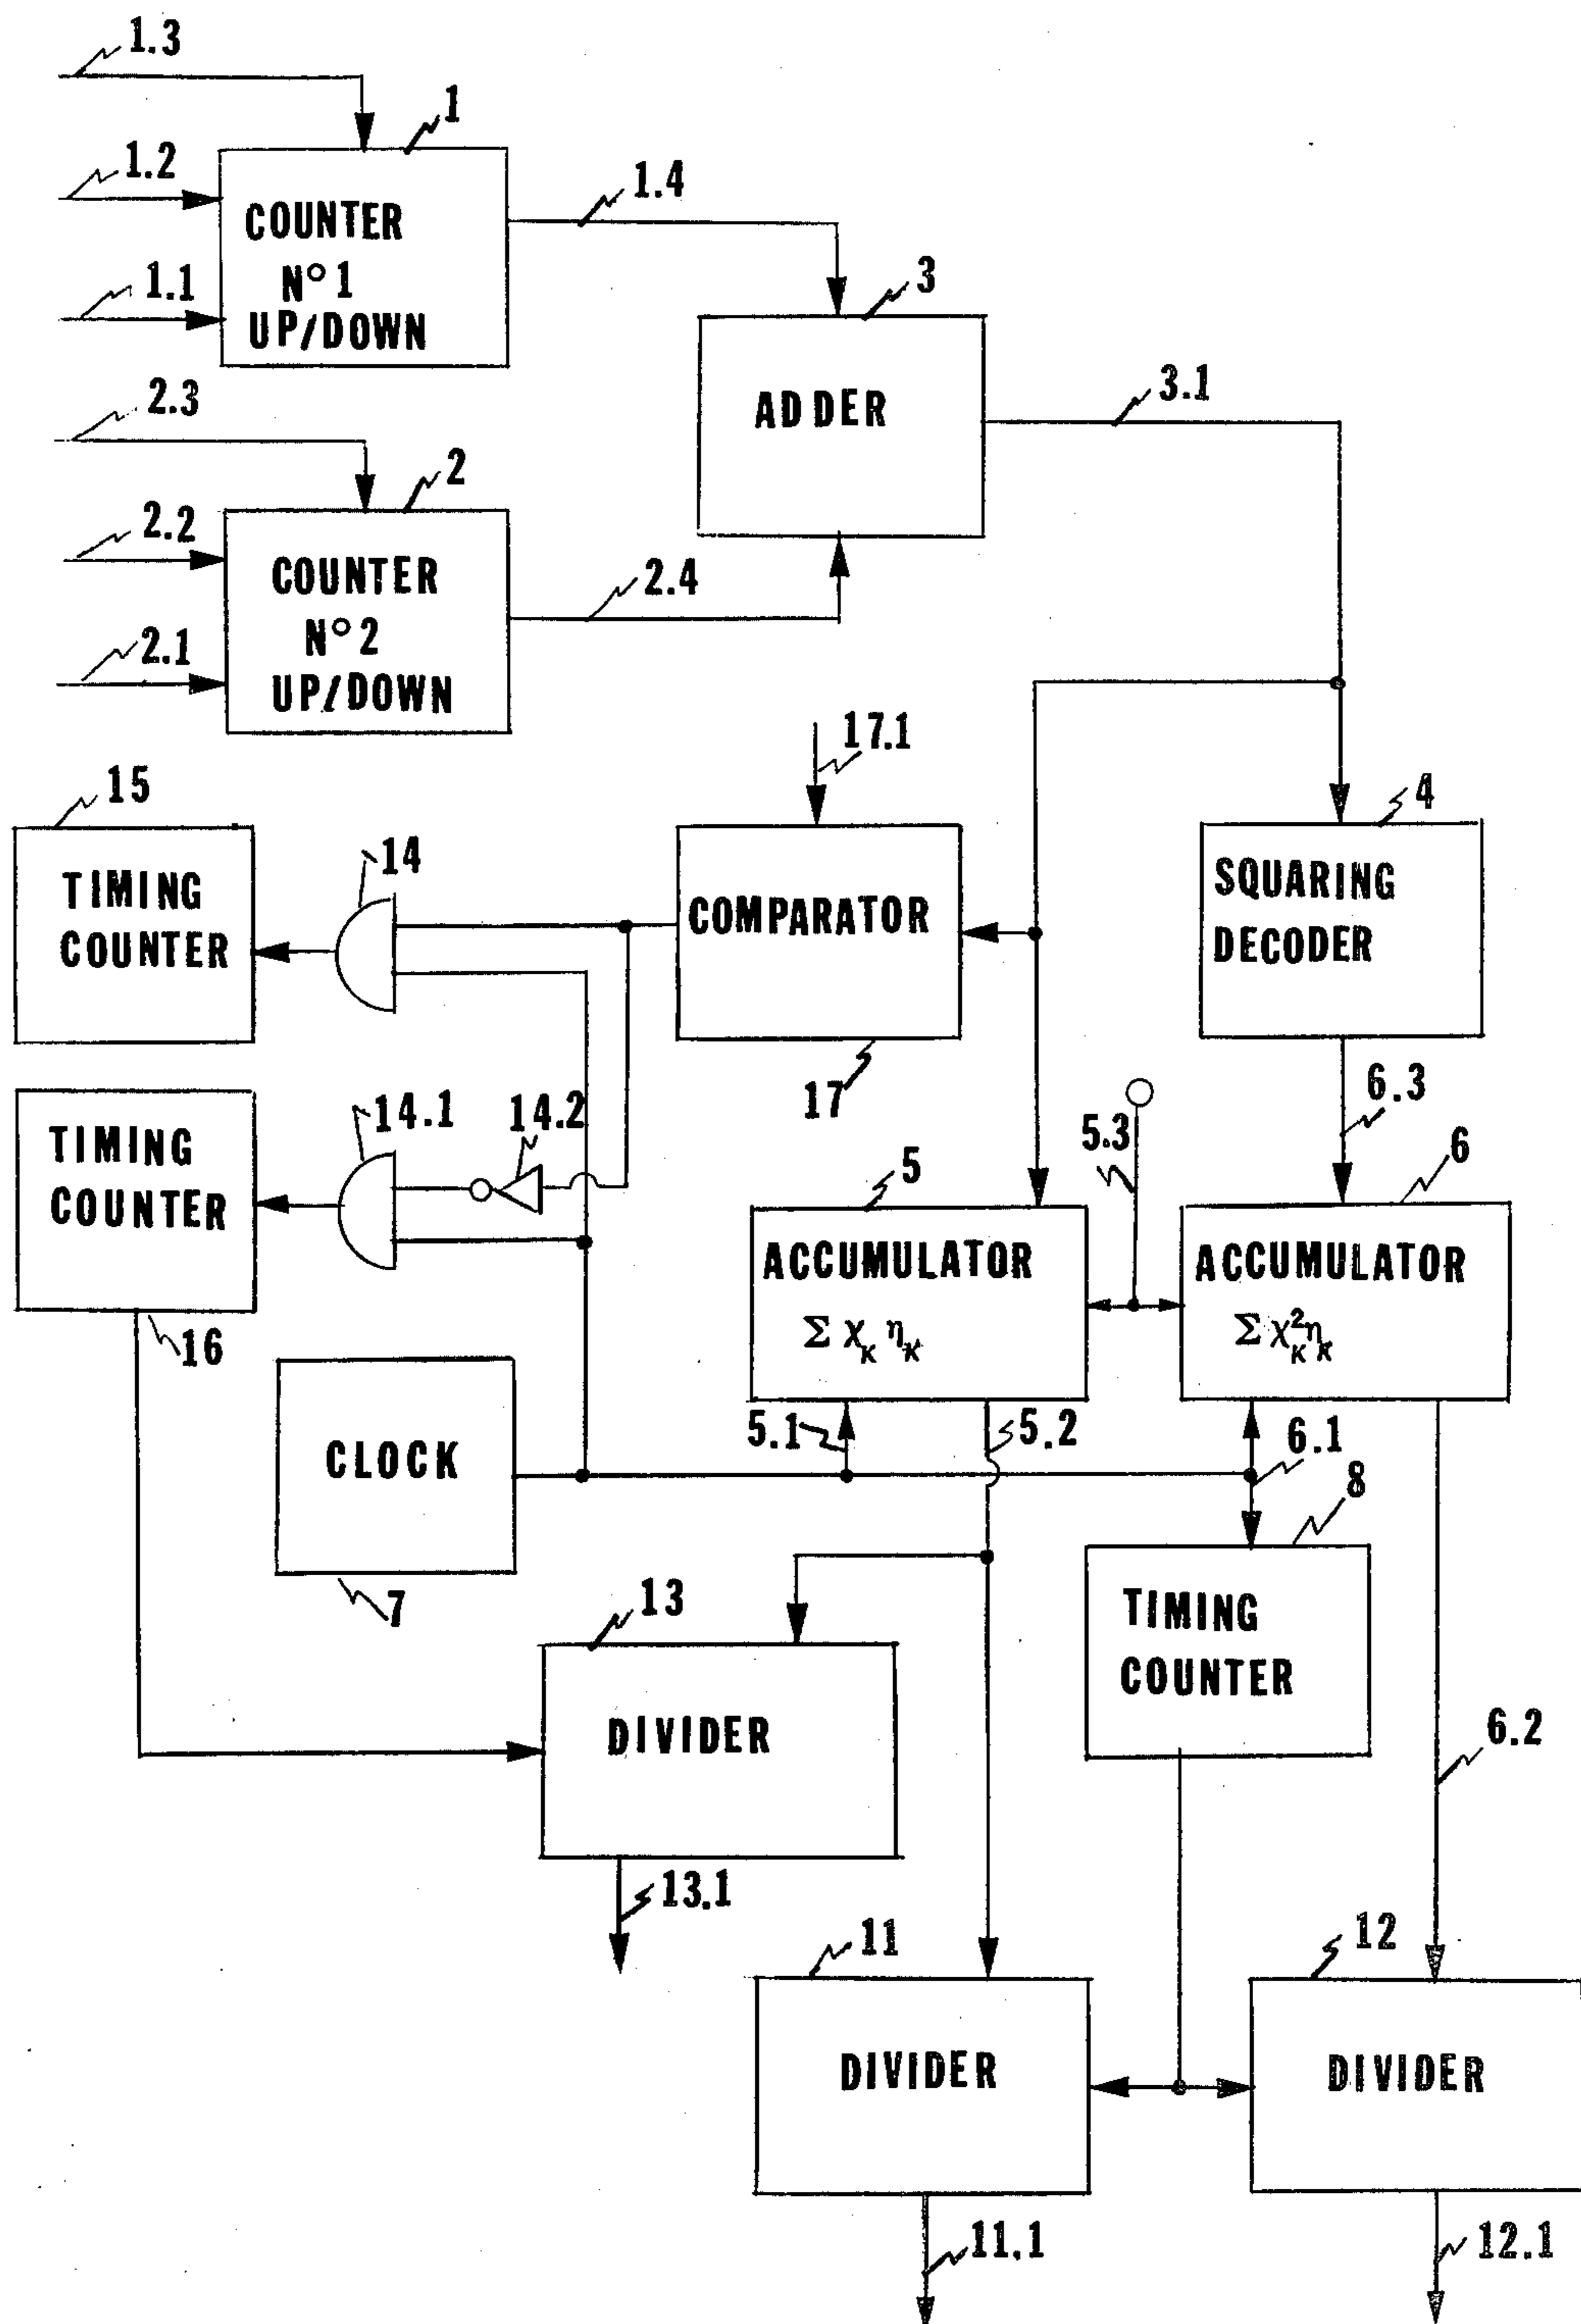 1.3
1
1.2
1.4
COUNTER
N° 1
UP/DOWN
1.1
3
ADDER
3.1
2.3
2
2.2
COUNTER
N° 2
UP/DOWN
2.4
2.1
17.1
15
TIMING
COUNTER
14
COMPARATOR
17
4
SQUARING
DECODER
6.3
14.1
14.2
TIMING
COUNTER
16
5.3
5
ACCUMULATOR
Σ χκ ηκ
6
ACCUMULATOR
Σ χκ² ηκ
CLOCK
7
5.1
5.2
6.1
8
TIMING
COUNTER
13
DIVIDER
13.1
6.2
11
DIVIDER
11.1
12
DIVIDER
12.1